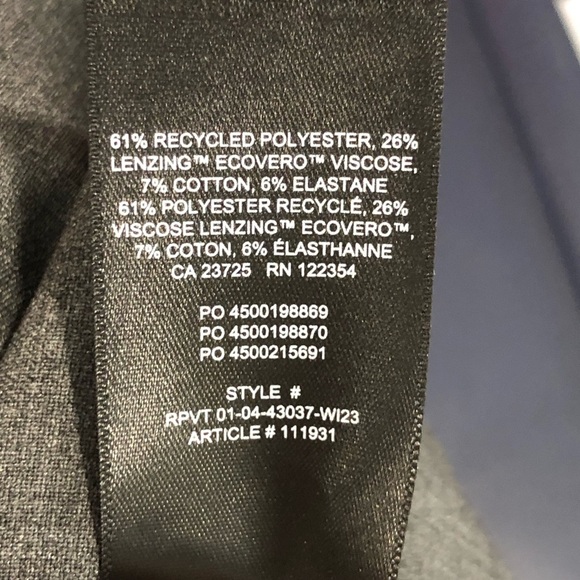 61% RECYCLED POLYESTER, 26%
LENZING™ ECOVERO™ VISCOSE,
7% COTTON, 6% ELASTANE
61% POLYESTER RECYCLÉ, 26%
VISCOSE LENZING™ ECOVERO™,
7% COTON, 6% ÉLASTHANNE
CA 23725 RN 122354
PO 4500198869
PO 4500198870
PO 4500215691
STYLE #
RPVT 01-04-43037-WI23
ARTICLE # 111931